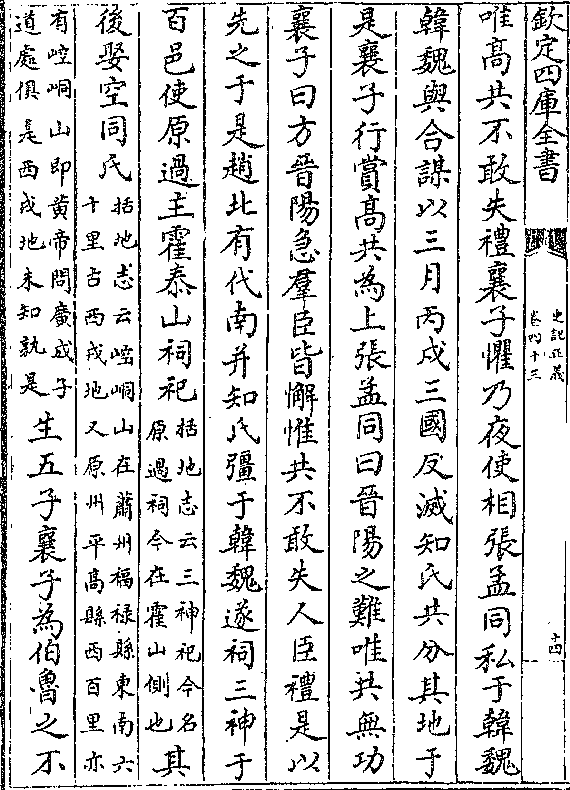 欽定四庫全書
史記正義
卷四十三
十四
唯髙共不敢失禮襄子懼乃夜使相張孟同私于韓魏
韓魏與合謀以三月丙戌三國反滅知氏共分其地于
是襄子行賞髙共為上張孟同曰晉陽之難唯共無功
襄子曰方晉陽急羣臣皆懈惟共不敢失人臣禮是以
先之于是趙北有代南并知氏彊于韓魏遂祠三神于
百邑使原過主霍泰山祠祀括地志云三神祀今名原過祠今在霍山側也其
後娶空同氏括地志云崆峒山在蕭州福禄縣東南六十里古西戎地又原州平髙縣西百里亦
有崆峒山即黄帝問廣成子道處俱是西戎地未知孰是生五子襄子為伯魯之不